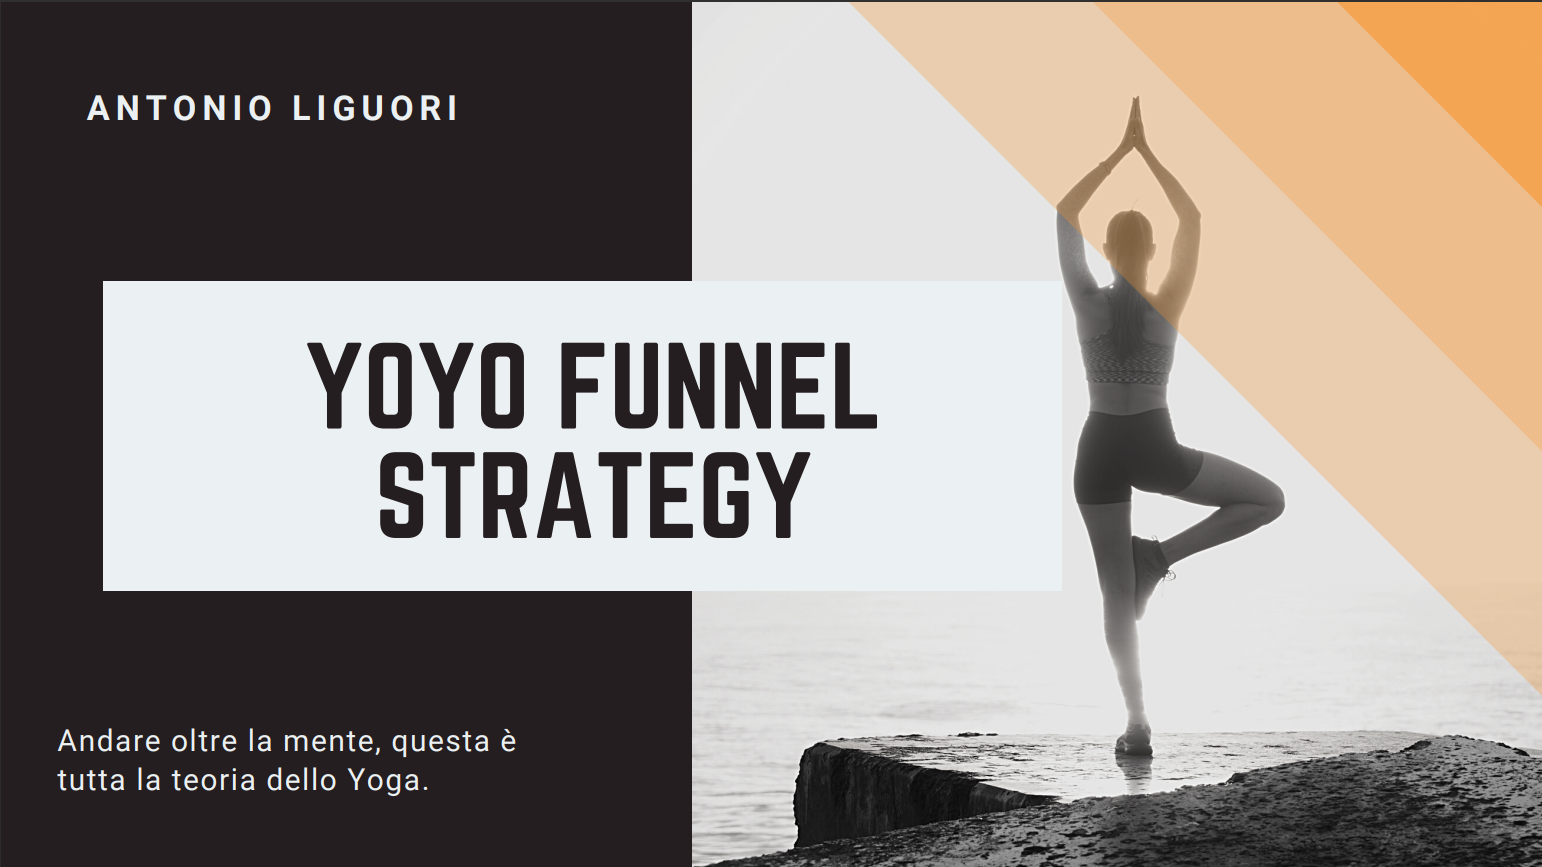 ANTONIO LIGUORI
YOYO FUNNEL
STRATEGY
Andare oltre la mente, questa è
tutta la teoria dello Yoga.